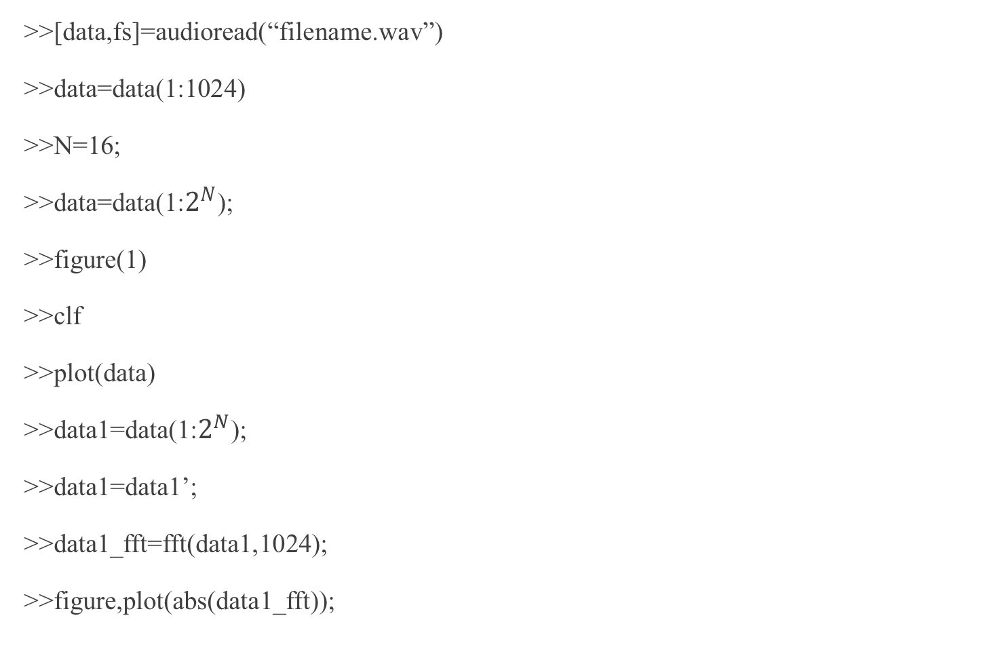 >>[data,fs]=audioread(“filename.wav”)
>>data=data(1:1024)
>>N=16;
>>data=data(1:2^N);
>>figure(1)
>>clf
>>plot(data)
>>data1=data(1:2^N);
>>data1=data1’;
>>data1_fft=fft(data1,1024);
>>figure,plot(abs(data1_fft));